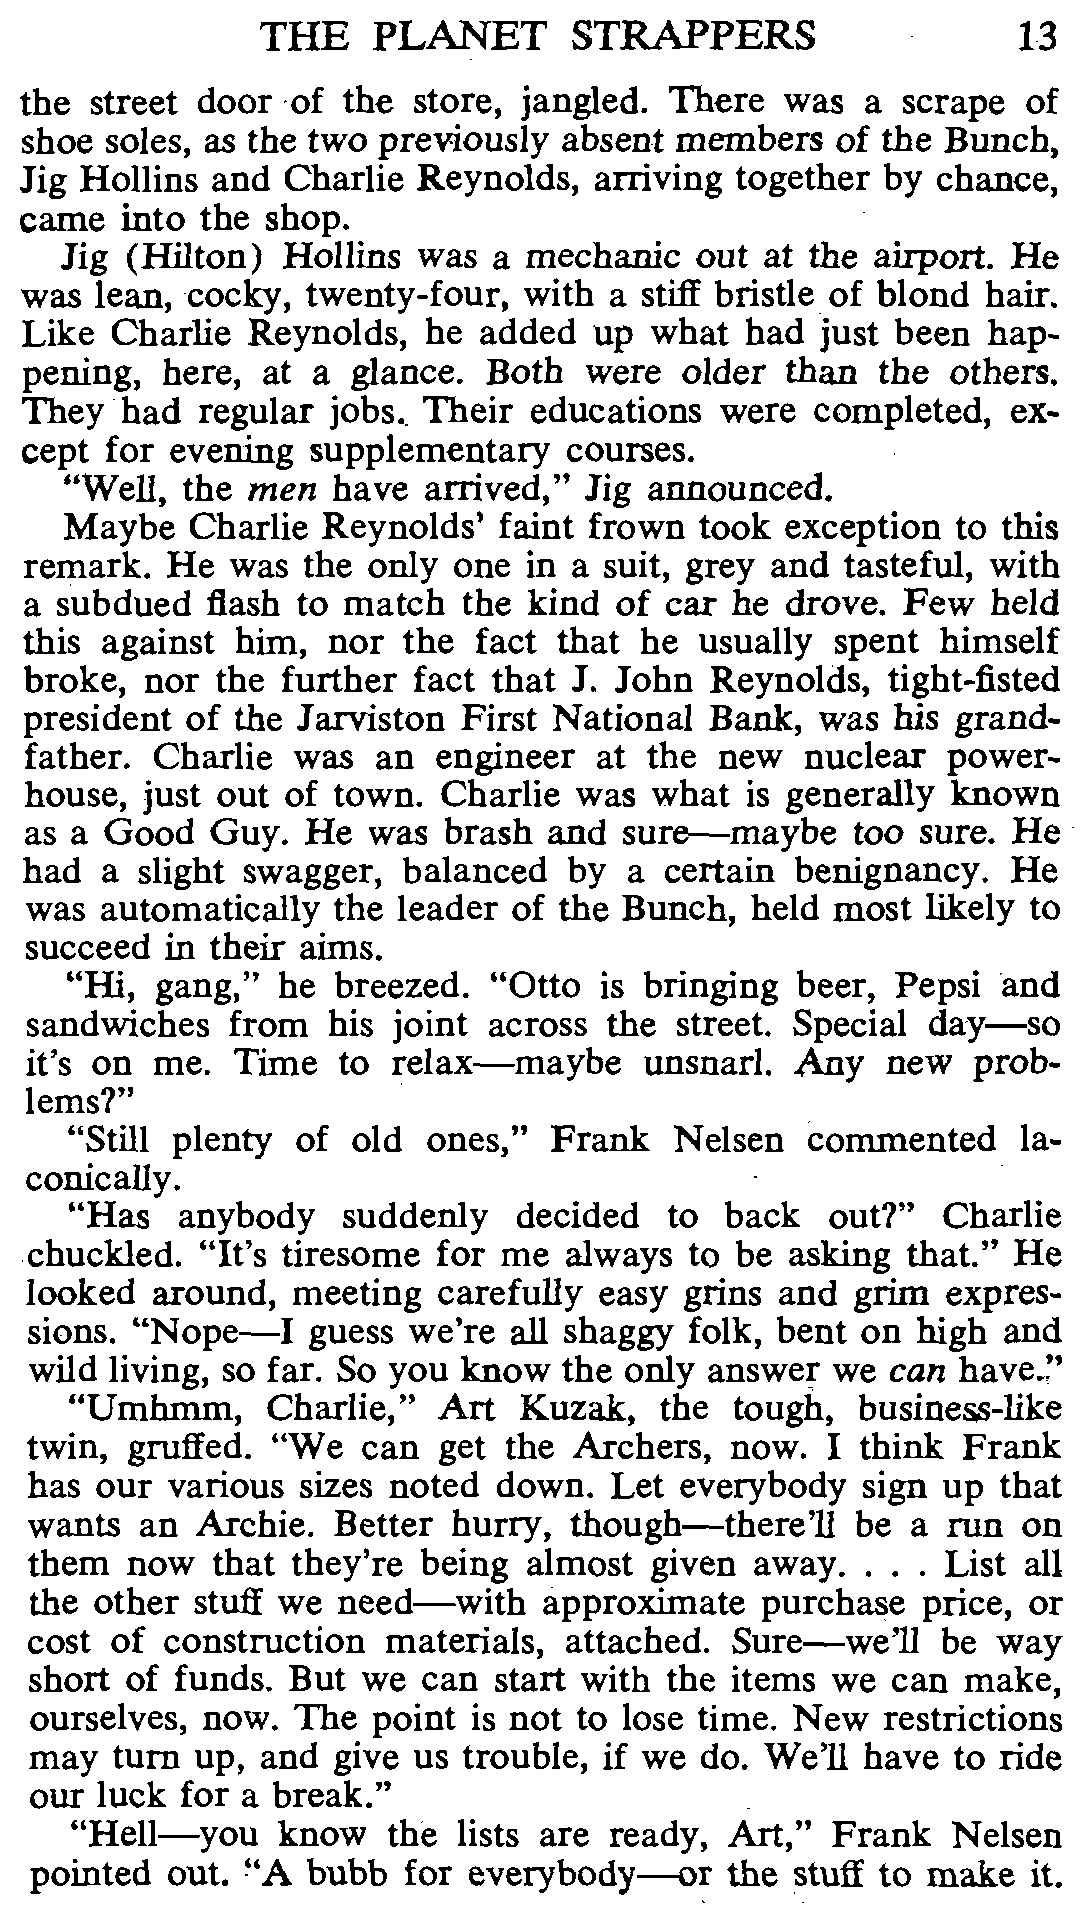 THE PLANET STRAPPERS 13
the street door of the store, jangled. There was a scrape of
shoe soles, as the two previously absent members of the Bunch,
Jig Hollins and Charlie Reynolds, arriving together by chance,
came into the shop.
Jig (Hilton) Hollins was a mechanic out at the airport. He
was lean, cocky, twenty-four, with a stiff bristle of blond hair.
Like Charlie Reynolds, he added up what had just been hap-
pening, here, at a glance. Both were older than the others.
They had regular jobs. Their educations were completed, ex-
cept for evening supplementary courses.
“Well, the men have arrived,” Jig announced.
Maybe Charlie Reynolds’ faint frown took exception to this
remark. He was the only one in a suit, grey and tasteful, with
a subdued flash to match the kind of car he drove. Few held
this against him, nor the fact that he usually spent himself
broke, nor the further fact that J. John Reynolds, tight-fisted
president of the Jarviston First National Bank, was his grand-
father. Charlie was an engineer at the new nuclear power-
house, just out of town. Charlie was what is generally known
as a Good Guy. He was brash and sure—maybe too sure. He
had a slight swagger, balanced by a certain benignancy. He
was automatically the leader of the Bunch, held most likely to
succeed in their aims.
“Hi, gang,” he breezed. “Otto is bringing beer, Pepsi and
sandwiches from his joint across the street. Special day—so
it’s on me. Time to relax—maybe unsnarl. Any new prob-
lems?”
“Still plenty of old ones,” Frank Nelsen commented la-
conically.
“Has anybody suddenly decided to back out?” Charlie
chuckled. “It’s tiresome for me always to be asking that.” He
looked around, meeting carefully easy grins and grim expres-
sions. “Nope—I guess we’re all shaggy folk, bent on high and
wild living, so far. So you know the only answer we can have.”
“Umhmm, Charlie,” Art Kuzak, the tough, business-like
twin, gruffed. “We can get the Archers, now. I think Frank
has our various sizes noted down. Let everybody sign up that
wants an Archie. Better hurry, though—there’ll be a run on
them now that they’re being almost given away. . . . List all
the other stuff we need—with approximate purchase price, or
cost of construction materials, attached. Sure—we’ll be way
short of funds. But we can start with the items we can make,
ourselves, now. The point is not to lose time. New restrictions
may turn up, and give us trouble, if we do. We’ll have to ride
our luck for a break.”
“Hell—you know the lists are ready, Art,” Frank Nelsen
pointed out. “A bubb for everybody—or the stuff to make it.